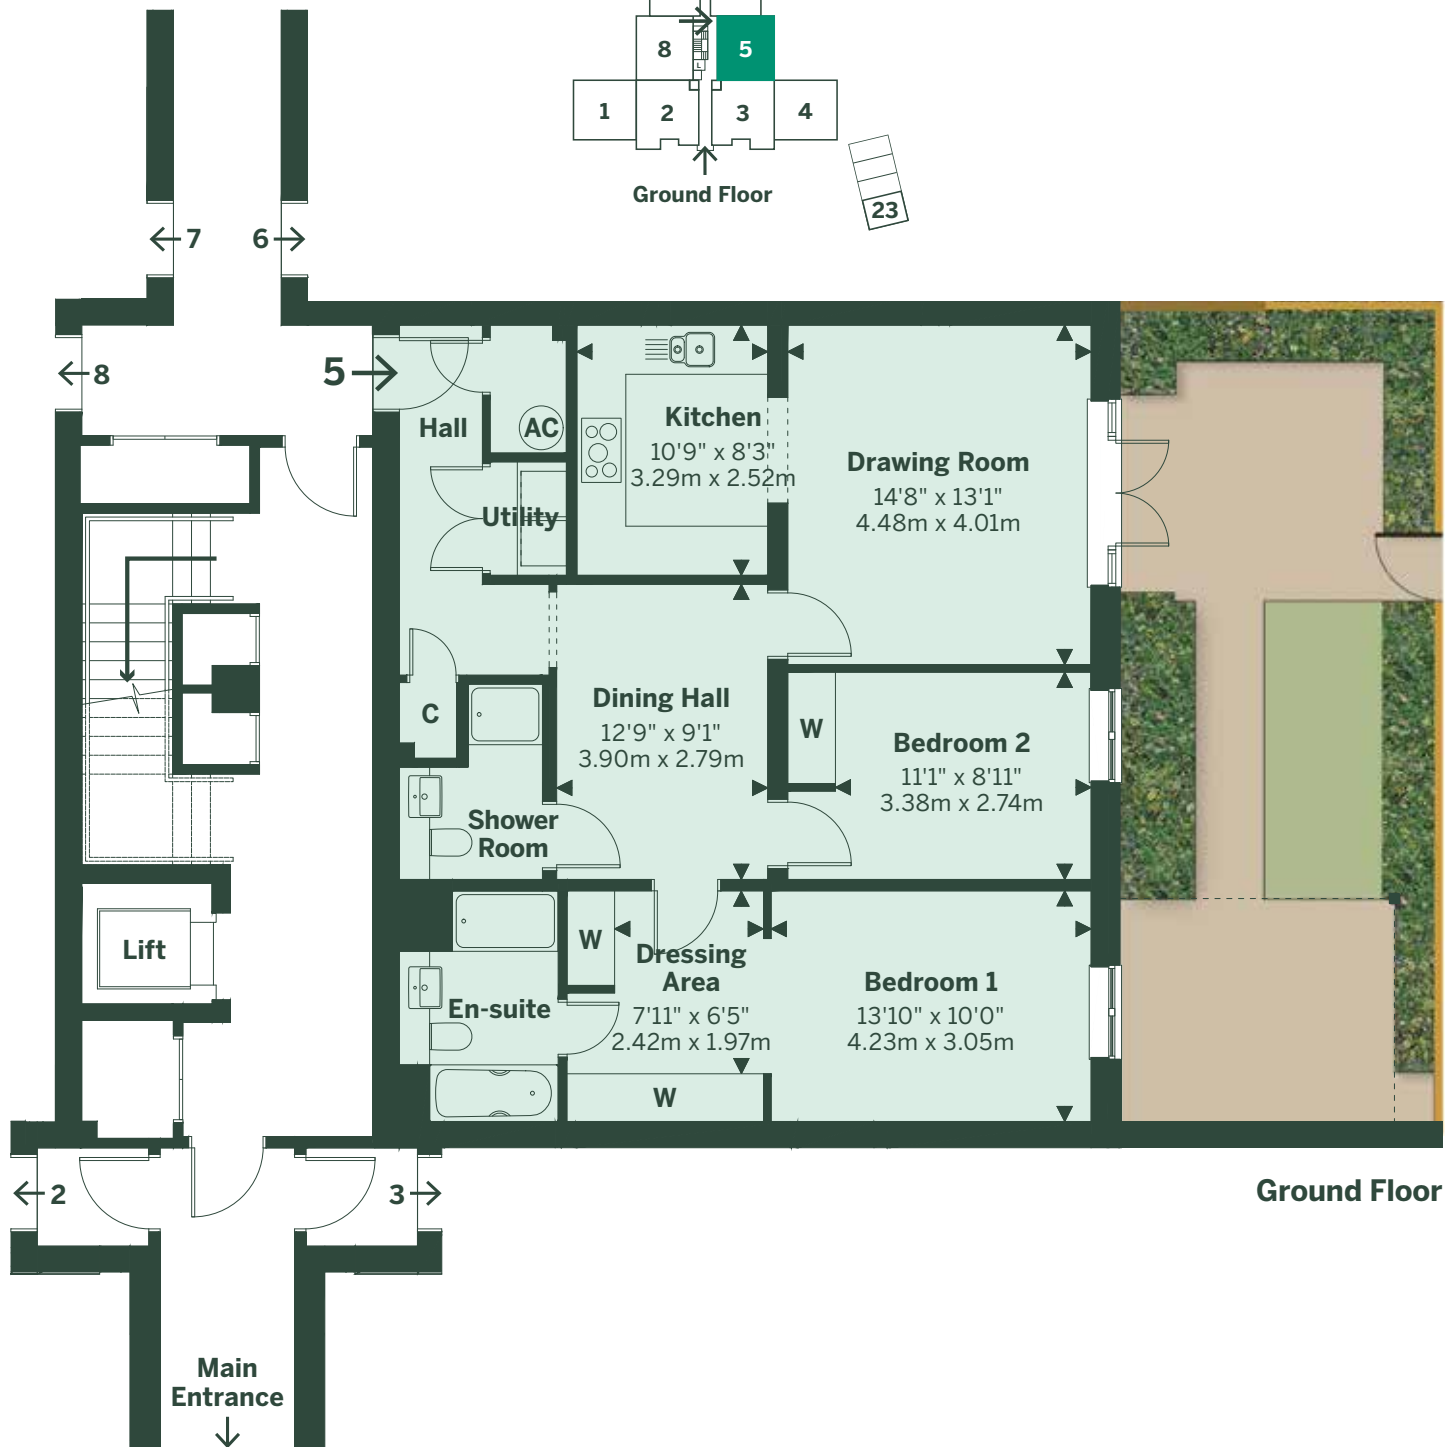 8
5
L
1
2
3
4
Ground Floor
23
7
6
8
5
Hall
AC
Kitchen
10'9" x 8'3"
3.29m x 2.52m
Drawing Room
14'8" x 13'1"
4.48m x 4.01m
Utility
Dining Hall
12'9" x 9'1"
3.90m x 2.79m
C
W
Bedroom 2
11'1" x 8'11"
3.38m x 2.74m
Shower
Room
Lift
W
Dressing
Area
7'11" x 6'5"
2.42m x 1.97m
En-suite
Bedroom 1
13'10" x 10'0"
4.23m x 3.05m
W
2
3
Ground Floor
Main
Entrance